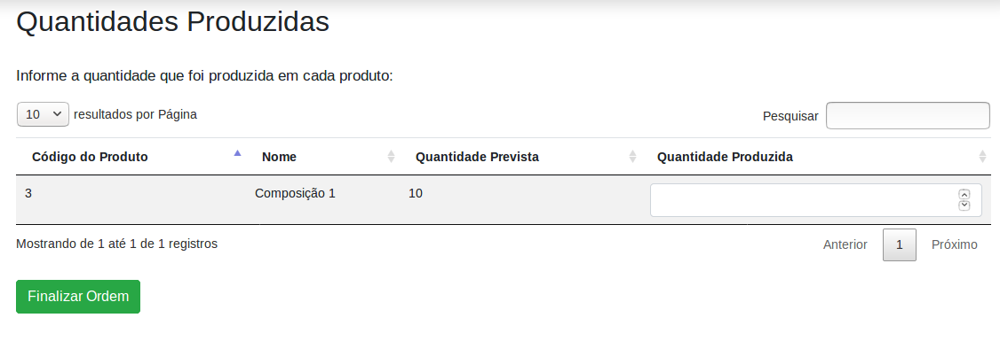 Quantidades Produzidas
Informe a quantidade que foi produzida em cada produto:
10 resultados por Página
Pesquisar
Código do Produto Nome Quantidade Prevista Quantidade Produzida
3 Composição 1 10
Mostrando de 1 até 1 de 1 registros
Anterior 1 Próximo
Finalizar Ordem